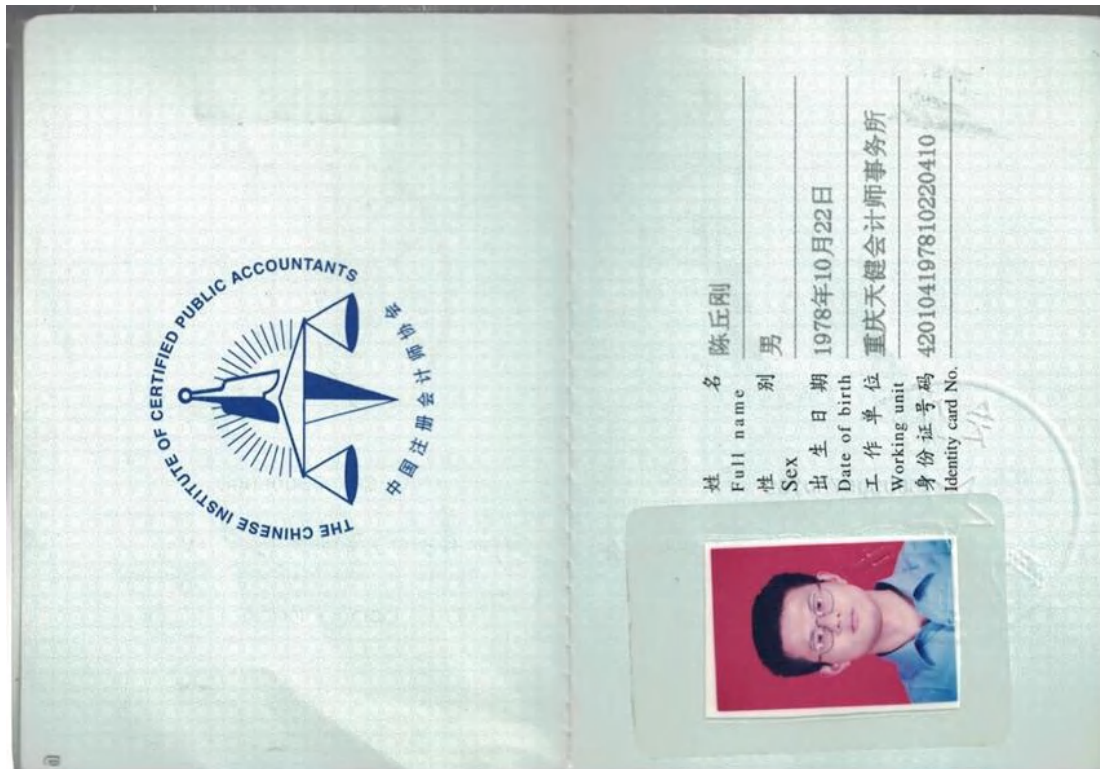 THE CHINESE INSTITUTE OF CERTIFIED PUBLIC ACCOUNTANTS
中国注册会计师协会
姓 名 陈丘刚
Full name
性 别 男
Sex
出生日期 1978年10月22日
Date of birth
工作单位 重庆天健会计师事务所
Working unit
身份证号码 420104197810220410
Identity card No.